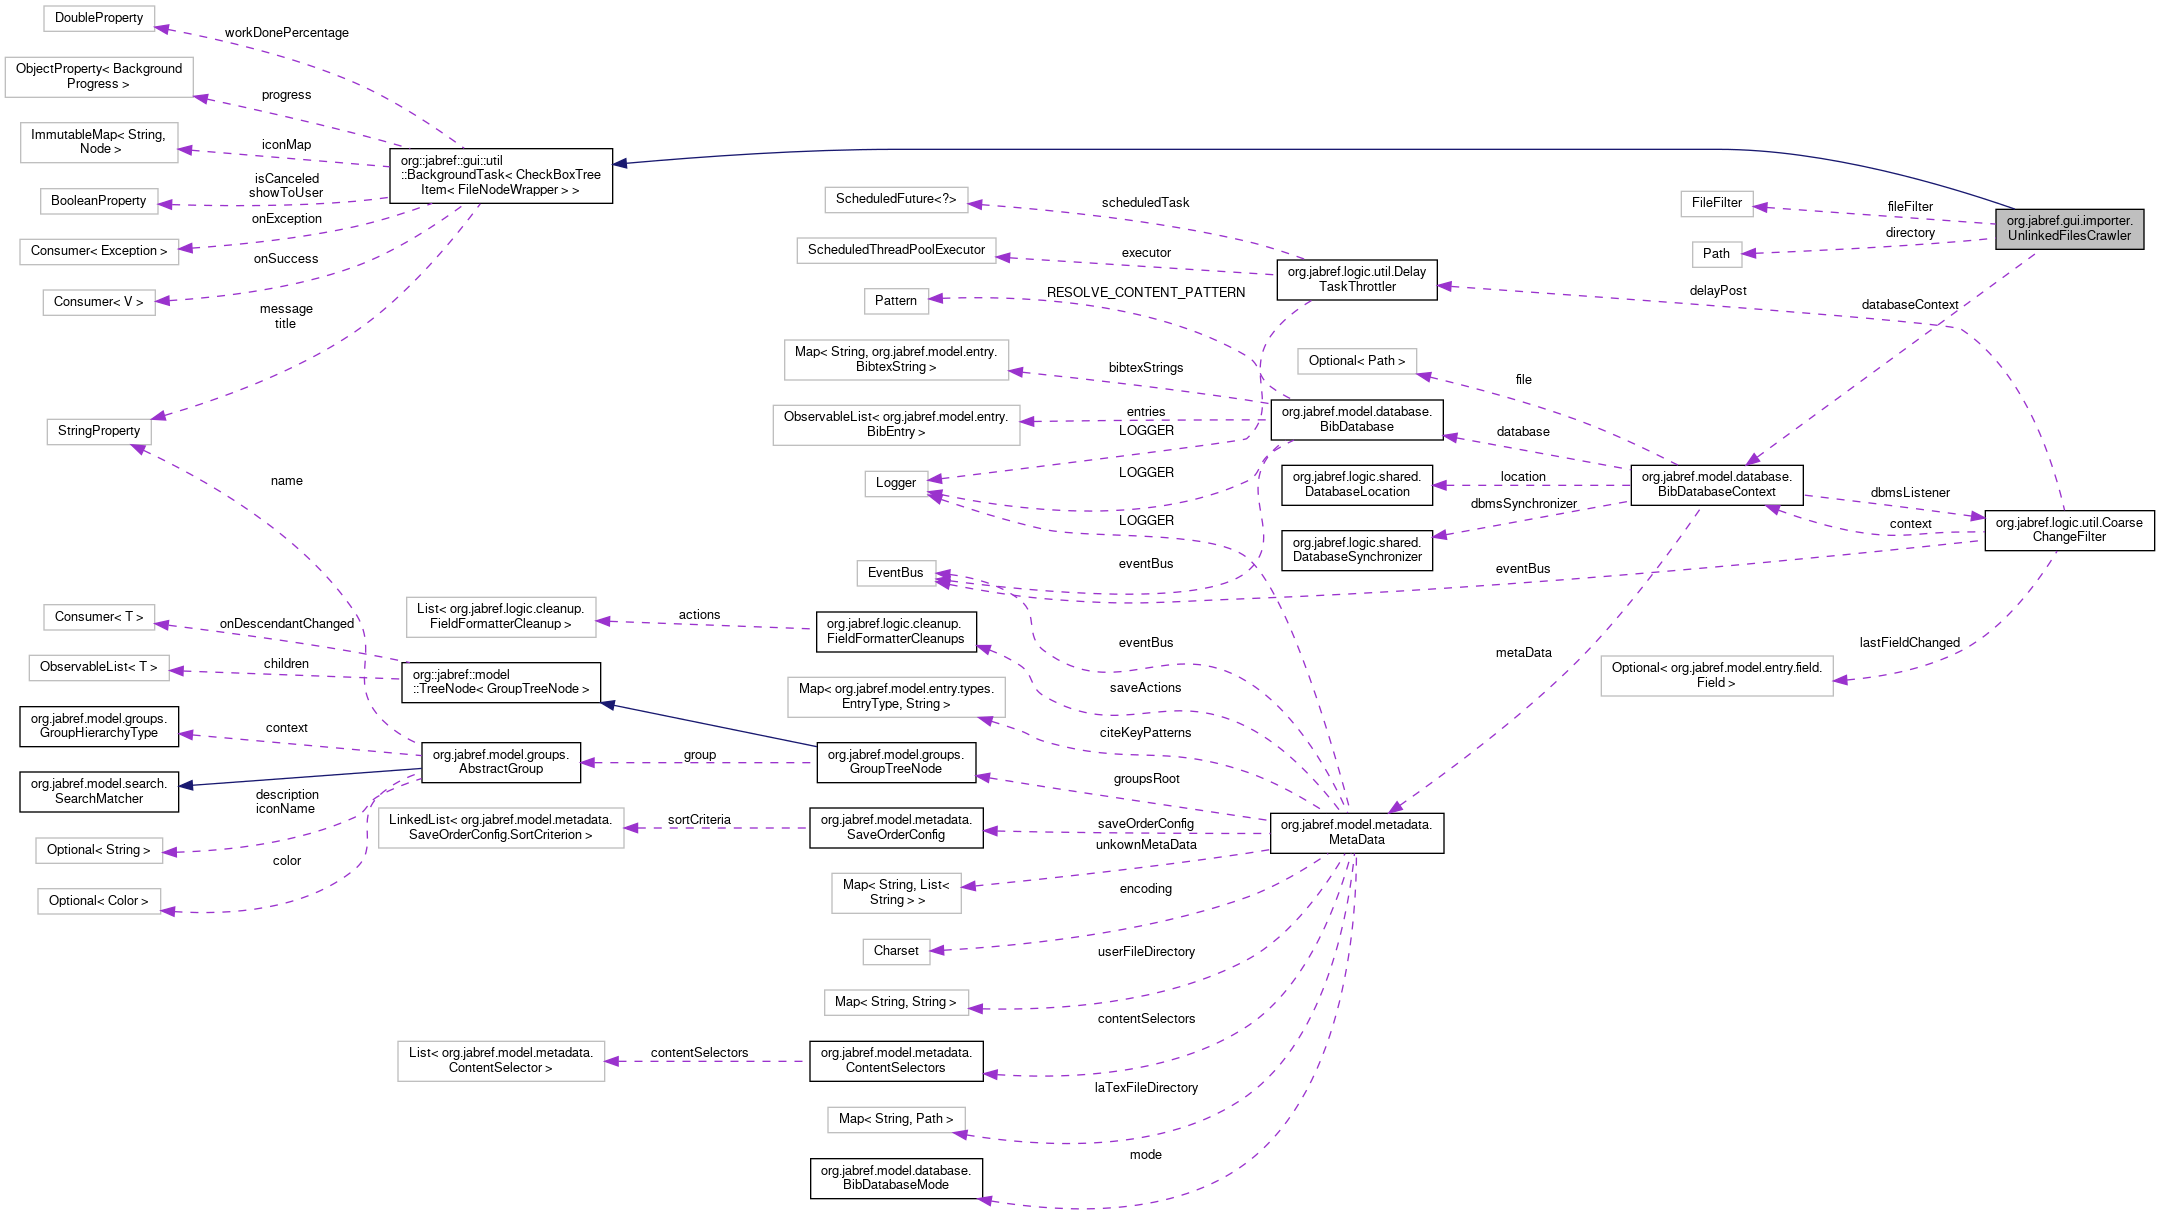 DoubleProperty
workDonePercentage
ObjectProperty< Background
Progress >
progress
ImmutableMap< String,
Node >
iconMap
org::jabref::gui::util
::BackgroundTask< CheckBoxTree
Item< FileNodeWrapper > >
BooleanProperty
isCanceled
showToUser
Consumer< Exception >
onException
Consumer< V >
onSuccess
message
title
StringProperty
name
ScheduledFuture<?>
scheduledTask
ScheduledThreadPoolExecutor
executor
org.jabref.logic.util.Delay
TaskThrottler
Pattern
RESOLVE_CONTENT_PATTERN
Map< String, org.jabref.model.entry.
BibtexString >
bibtexStrings
ObservableList< org.jabref.model.entry.
BibEntry >
entries
LOGGER
org.jabref.model.database.
BibDatabase
Logger
LOGGER
LOGGER
EventBus
eventBus
eventBus
eventBus
FileFilter
fileFilter
Path
directory
org.jabref.gui.importer.
UnlinkedFilesCrawler
delayPost
databaseContext
Optional< Path >
file
database
org.jabref.logic.shared.
DatabaseLocation
location
org.jabref.logic.shared.
DatabaseSynchronizer
dbmsSynchronizer
org.jabref.model.database.
BibDatabaseContext
dbmsListener
context
org.jabref.logic.util.Coarse
ChangeFilter
lastFieldChanged
Optional< org.jabref.model.entry.field.
Field >
metaData
Consumer< T >
onDescendantChanged
ObservableList< T >
children
org::jabref::model
::TreeNode< GroupTreeNode >
List< org.jabref.logic.cleanup.
FieldFormatterCleanup >
actions
org.jabref.logic.cleanup.
FieldFormatterCleanups
saveActions
Map< org.jabref.model.entry.types.
EntryType, String >
citeKeyPatterns
org.jabref.model.groups.
GroupHierarchyType
context
org.jabref.model.search.
SearchMatcher
org.jabref.model.groups.
AbstractGroup
group
org.jabref.model.groups.
GroupTreeNode
groupsRoot
description
iconName
Optional< String >
color
Optional< Color >
LinkedList< org.jabref.model.metadata.
SaveOrderConfig.SortCriterion >
sortCriteria
org.jabref.model.metadata.
SaveOrderConfig
saveOrderConfig
org.jabref.model.metadata.
MetaData
unkownMetaData
Map< String, List<
String > >
encoding
Charset
userFileDirectory
Map< String, String >
contentSelectors
List< org.jabref.model.metadata.
ContentSelector >
contentSelectors
org.jabref.model.metadata.
ContentSelectors
laTexFileDirectory
Map< String, Path >
mode
org.jabref.model.database.
BibDatabaseMode